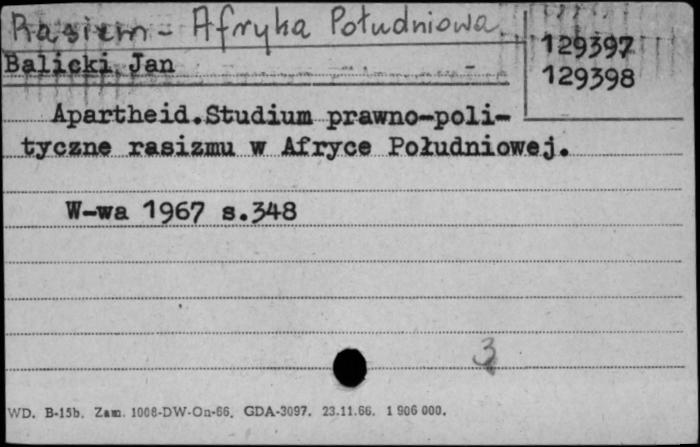 Rasizm - Afryka Południowa
129397
Balicki Jan
129398
Apartheid.Studium prawno-poli-
tyczne rasizmu w Afryce Południowej.
W-wa 1967 s.348
3
WD. B-15b. Zam. 1008-DW-On-66. GDA-3097. 23.11.66. 1 906 000.